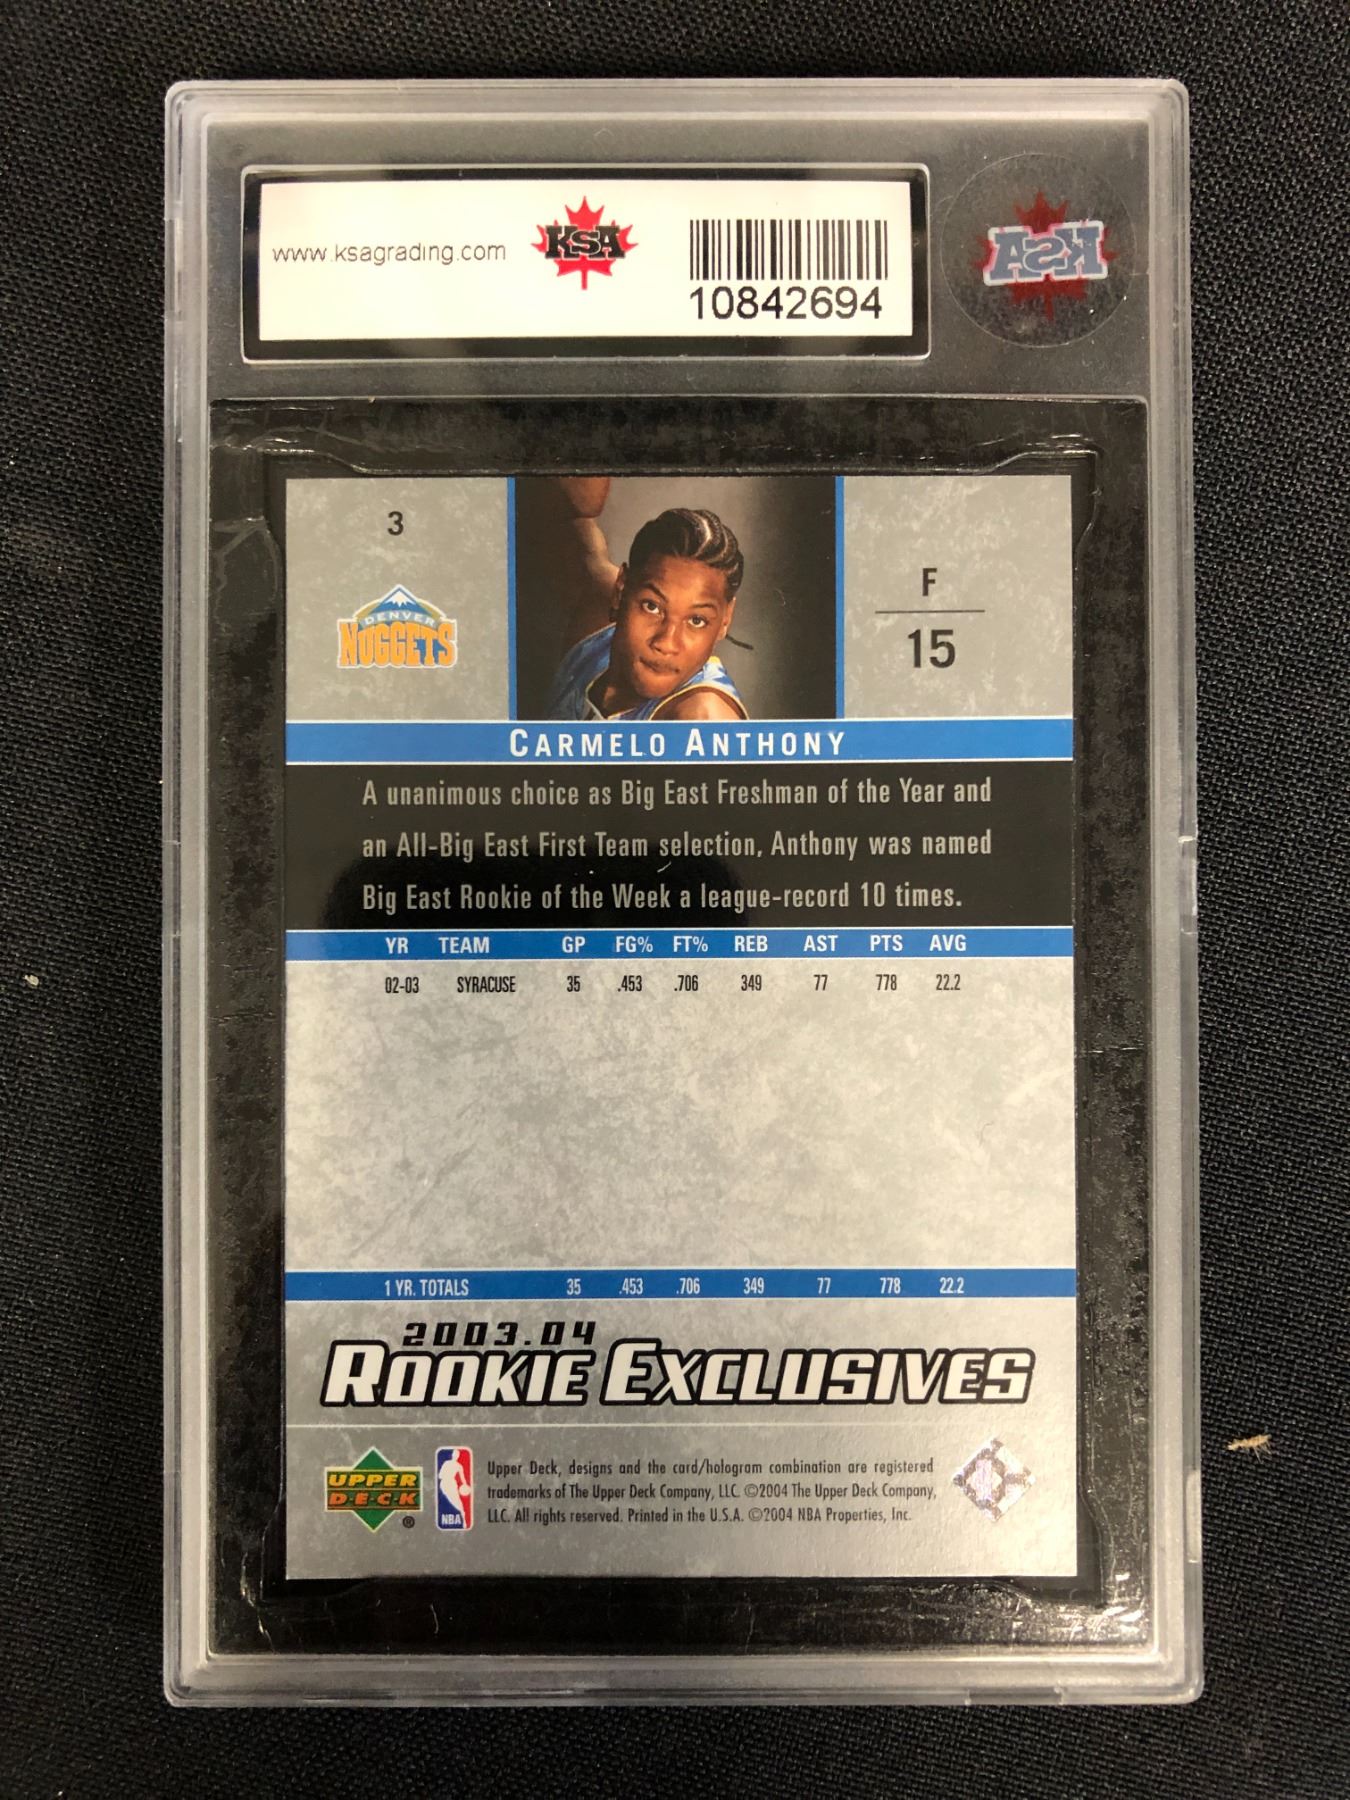 www.ksagrading.com
KSA
10842694
KSA
3
DENVER
NUGGETS
F
15
CARMELO ANTHONY
A unanimous choice as Big East Freshman of the Year and
an All-Big East First Team selection, Anthony was named
Big East Rookie of the Week a league-record 10 times.
YR TEAM GP FG% FT% REB AST PTS AVG
02-03 SYRACUSE 35 .453 .706 349 77 778 22.2
1 YR. TOTALS 35 .453 .706 349 77 778 22.2
2003.04
ROOKIE EXCLUSIVES
UPPER
DECK
®
NBA
Upper Deck, designs and the card/hologram combination are registered
trademarks of The Upper Deck Company, LLC. ©2004 The Upper Deck Company,
LLC. All rights reserved. Printed in the U.S.A. ©2004 NBA Properties, Inc.